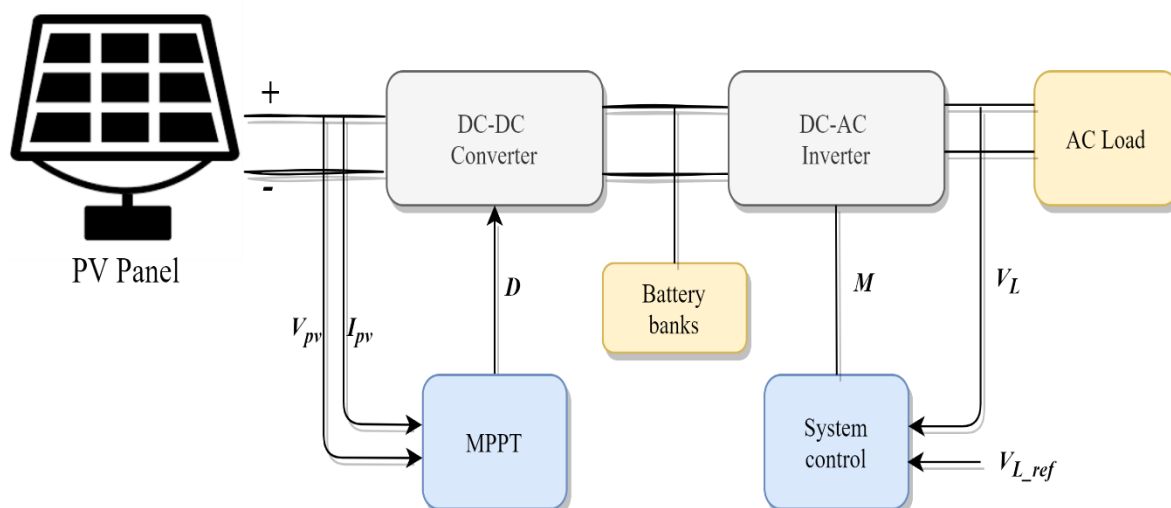 +
-
PV Panel
DC-DC
Converter
DC-AC
Inverter
AC Load
V_pv
I_pv
D
Battery
banks
M
V_L
MPPT
System
control
V_L_ref